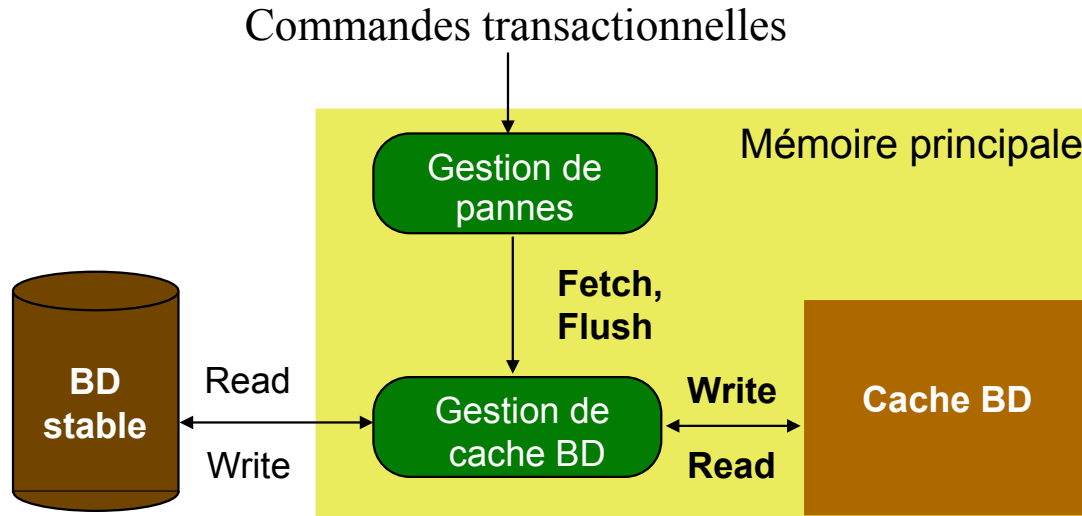 Commandes transactionnelles
Mémoire principale
Gestion de
pannes
Fetch,
Flush
BD
stable
Read
Write
Gestion de
cache BD
Write
Read
Cache BD